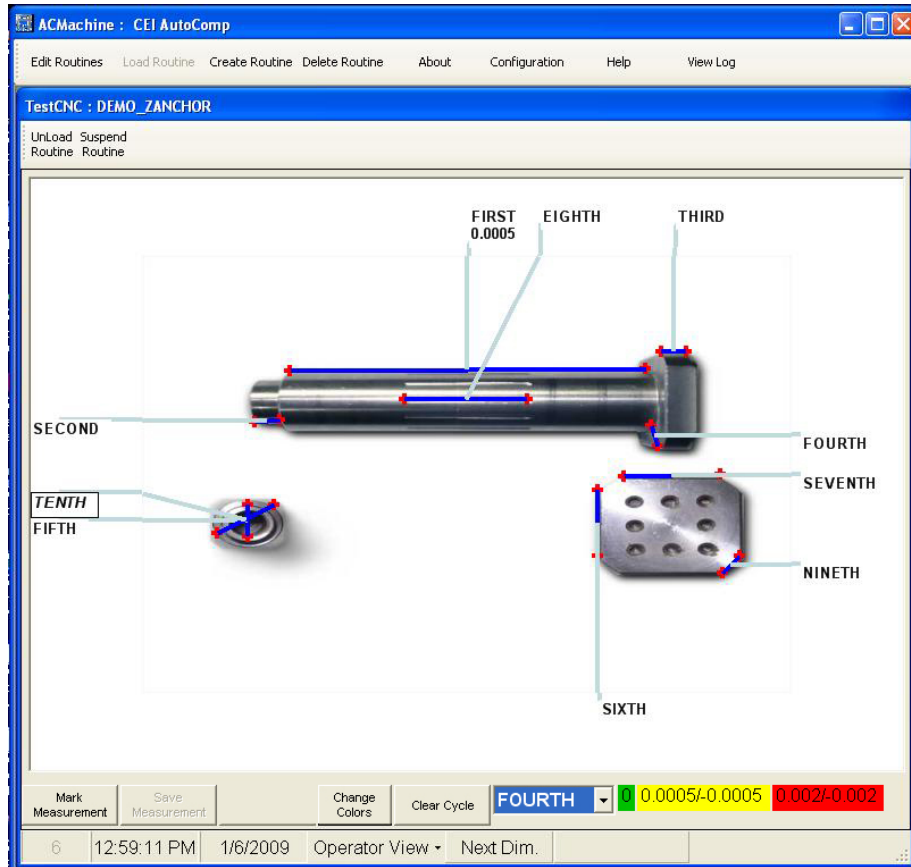 ACMachine : CEI AutoComp
Edit Routines Load Routine Create Routine Delete Routine About Configuration Help View Log
TestCNC : DEMO_ZANCHOR
UnLoad Suspend
Routine Routine
FIRST EIGHTH THIRD
0.0005
SECOND
FOURTH
SEVENTH
TENTH
FIFTH
NINETH
SIXTH
Mark Measurement Save Measurement Change Colors Clear Cycle FOURTH 0 0.0005/-0.0005 0.002/-0.002
6 12:59:11 PM 1/6/2009 Operator View Next Dim.